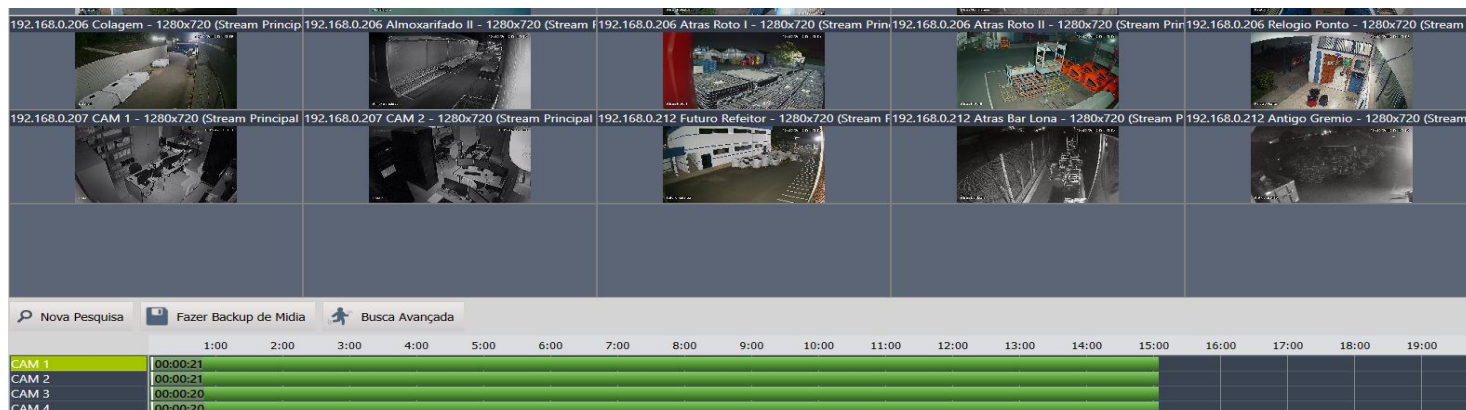 192.168.0.206 Colagem - 1280x720 (Stream Princip
192.168.0.206 Almoxarifado II - 1280x720 (Stream F
192.168.0.206 Atras Roto I - 1280x720 (Stream Prin
192.168.0.206 Atras Roto II - 1280x720 (Stream Prin
192.168.0.206 Relogio Ponto - 1280x720 (Stream
192.168.0.207 CAM 1 - 1280x720 (Stream Principal
192.168.0.207 CAM 2 - 1280x720 (Stream Principal
192.168.0.212 Futuro Refeitor - 1280x720 (Stream F
192.168.0.212 Atras Bar Lona - 1280x720 (Stream P
192.168.0.212 Antigo Gremio - 1280x720 (Stream
Nova Pesquisa Fazer Backup de Midia Busca Avançada
1:00 2:00 3:00 4:00 5:00 6:00 7:00 8:00 9:00 10:00 11:00 12:00 13:00 14:00 15:00 16:00 17:00 18:00 19:00
CAM 1 00:00:21
CAM 2 00:00:21
CAM 3 00:00:20
CAM 4 00:00:20